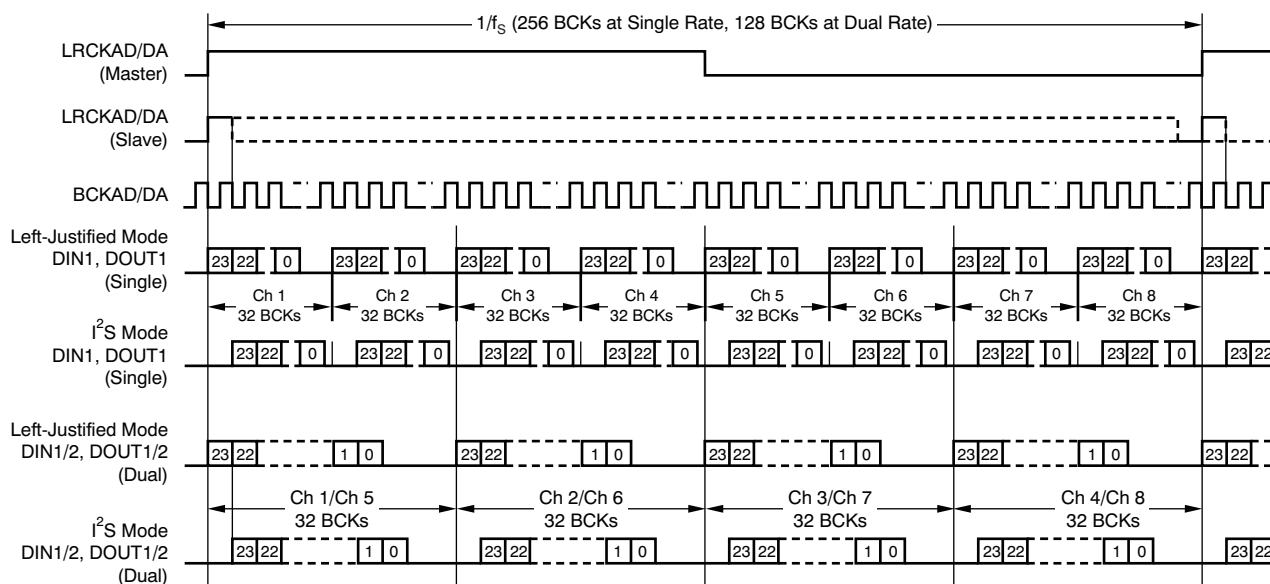 1/fS (256 BCKs at Single Rate, 128 BCKs at Dual Rate)
LRCKAD/DA
(Master)
LRCKAD/DA
(Slave)
BCKAD/DA
Left-Justified Mode
DIN1, DOUT1
(Single)
23 22 0 23 22 0 23 22 0 23 22 0 23 22 0 23 22 0 23 22 0 23 22 0 23 22
Ch 1 Ch 2 Ch 3 Ch 4 Ch 5 Ch 6 Ch 7 Ch 8
32 BCKs 32 BCKs 32 BCKs 32 BCKs 32 BCKs 32 BCKs 32 BCKs 32 BCKs
I2S Mode
DIN1, DOUT1
(Single)
23 22 0 23 22 0 23 22 0 23 22 0 23 22 0 23 22 0 23 22 0 23 22 0 23 22
Left-Justified Mode
DIN1/2, DOUT1/2
(Dual)
23 22 1 0 23 22 1 0 23 22 1 0 23 22 1 0 23 22
Ch 1/Ch 5 Ch 2/Ch 6 Ch 3/Ch 7 Ch 4/Ch 8
32 BCKs 32 BCKs 32 BCKs 32 BCKs
I2S Mode
DIN1/2, DOUT1/2
(Dual)
23 22 1 0 23 22 1 0 23 22 1 0 23 22 1 0 23 22